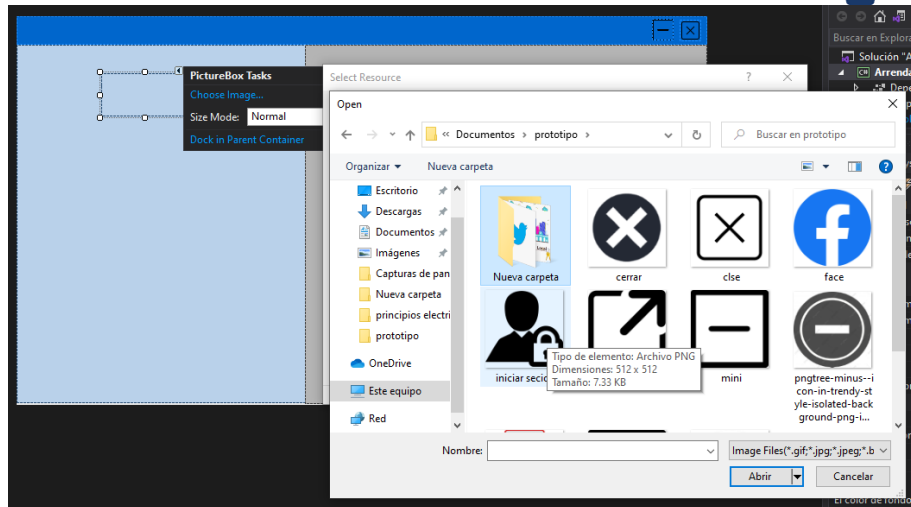 Buscar en Explora
Solución "A
Arrenda
Depe
PictureBox Tasks
Choose Image...
Size Mode: Normal
Dock in Parent Container
Select Resource
Open
« Documentos › prototipo ›
Buscar en prototipo
Organizar
Nueva carpeta
Escritorio
Descargas
Documentos
Imágenes
Capturas de pan
Nueva carpeta
principios electri
prototipo
OneDrive
Este equipo
Red
Nueva carpeta
cerrar
clse
face
iniciar secio
mini
pngtree-minus--i
con-in-trendy-st
yle-isolated-back
ground-png-i...
Tipo de elemento: Archivo PNG
Dimensiones: 512 x 512
Tamaño: 7.33 KB
Nombre:
Image Files(*.gif;*.jpg;*.jpeg;*.b
Abrir
Cancelar
El color de fondo